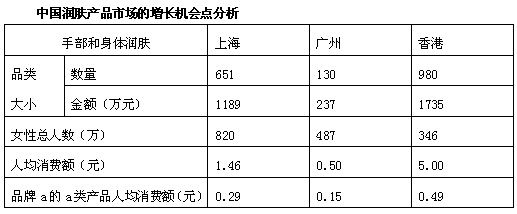 中国润肤产品市场的增长机会点分析
手部和身体润肤 上海 广州 香港
品类 数量 651 130 980
大小 金额（万元） 1189 237 1735
女性总人数（万） 820 487 346
人均消费额（元） 1.46 0.50 5.00
品牌 a 的 a 类产品人均消费额（元） 0.29 0.15 0.49